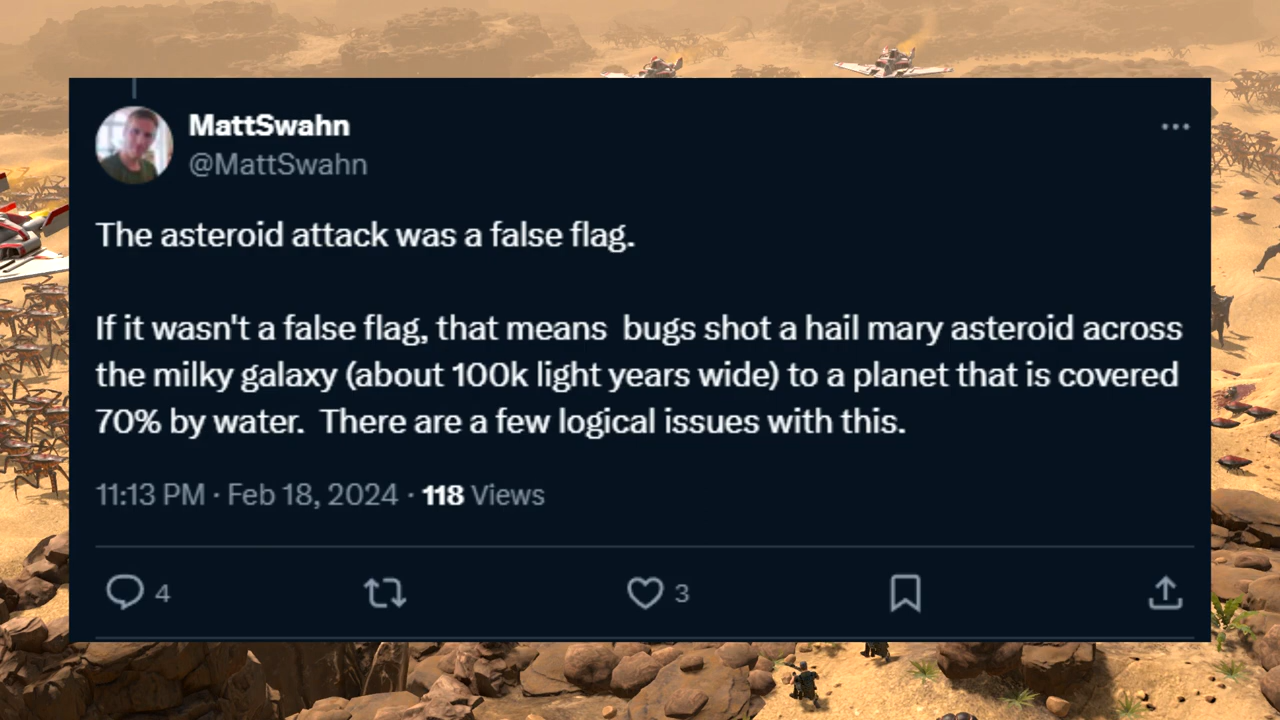 MattSwahn
@MattSwahn
The asteroid attack was a false flag.
If it wasn't a false flag, that means  bugs shot a hail mary asteroid across
the milky galaxy (about 100k light years wide) to a planet that is covered
70% by water.  There are a few logical issues with this.
11:13 PM · Feb 18, 2024 · 118 Views
4
3